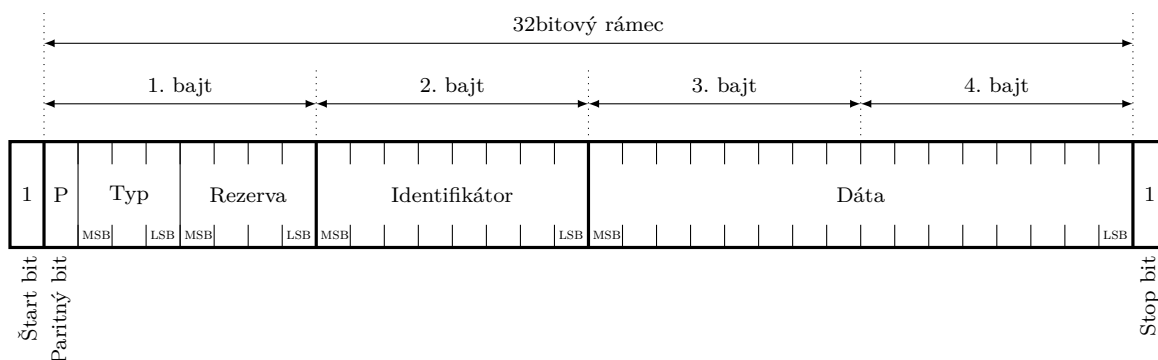 32bitový rámec
1. bajt 2. bajt 3. bajt 4. bajt
1 P Typ Rezerva Identifikátor Dáta 1
MSB LSB MSB LSB MSB LSB MSB LSB
Štart bit
Paritný bit
Stop bit